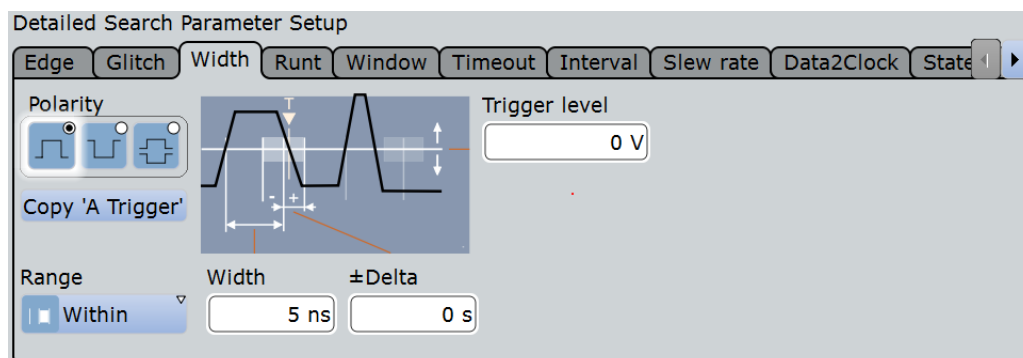 Detailed Search Parameter Setup
Edge Glitch Width Runt Window Timeout Interval Slew rate Data2Clock State
Polarity
Trigger level
T
0 V
- +
Copy 'A Trigger'
Range Width ±Delta
Within 5 ns 0 s